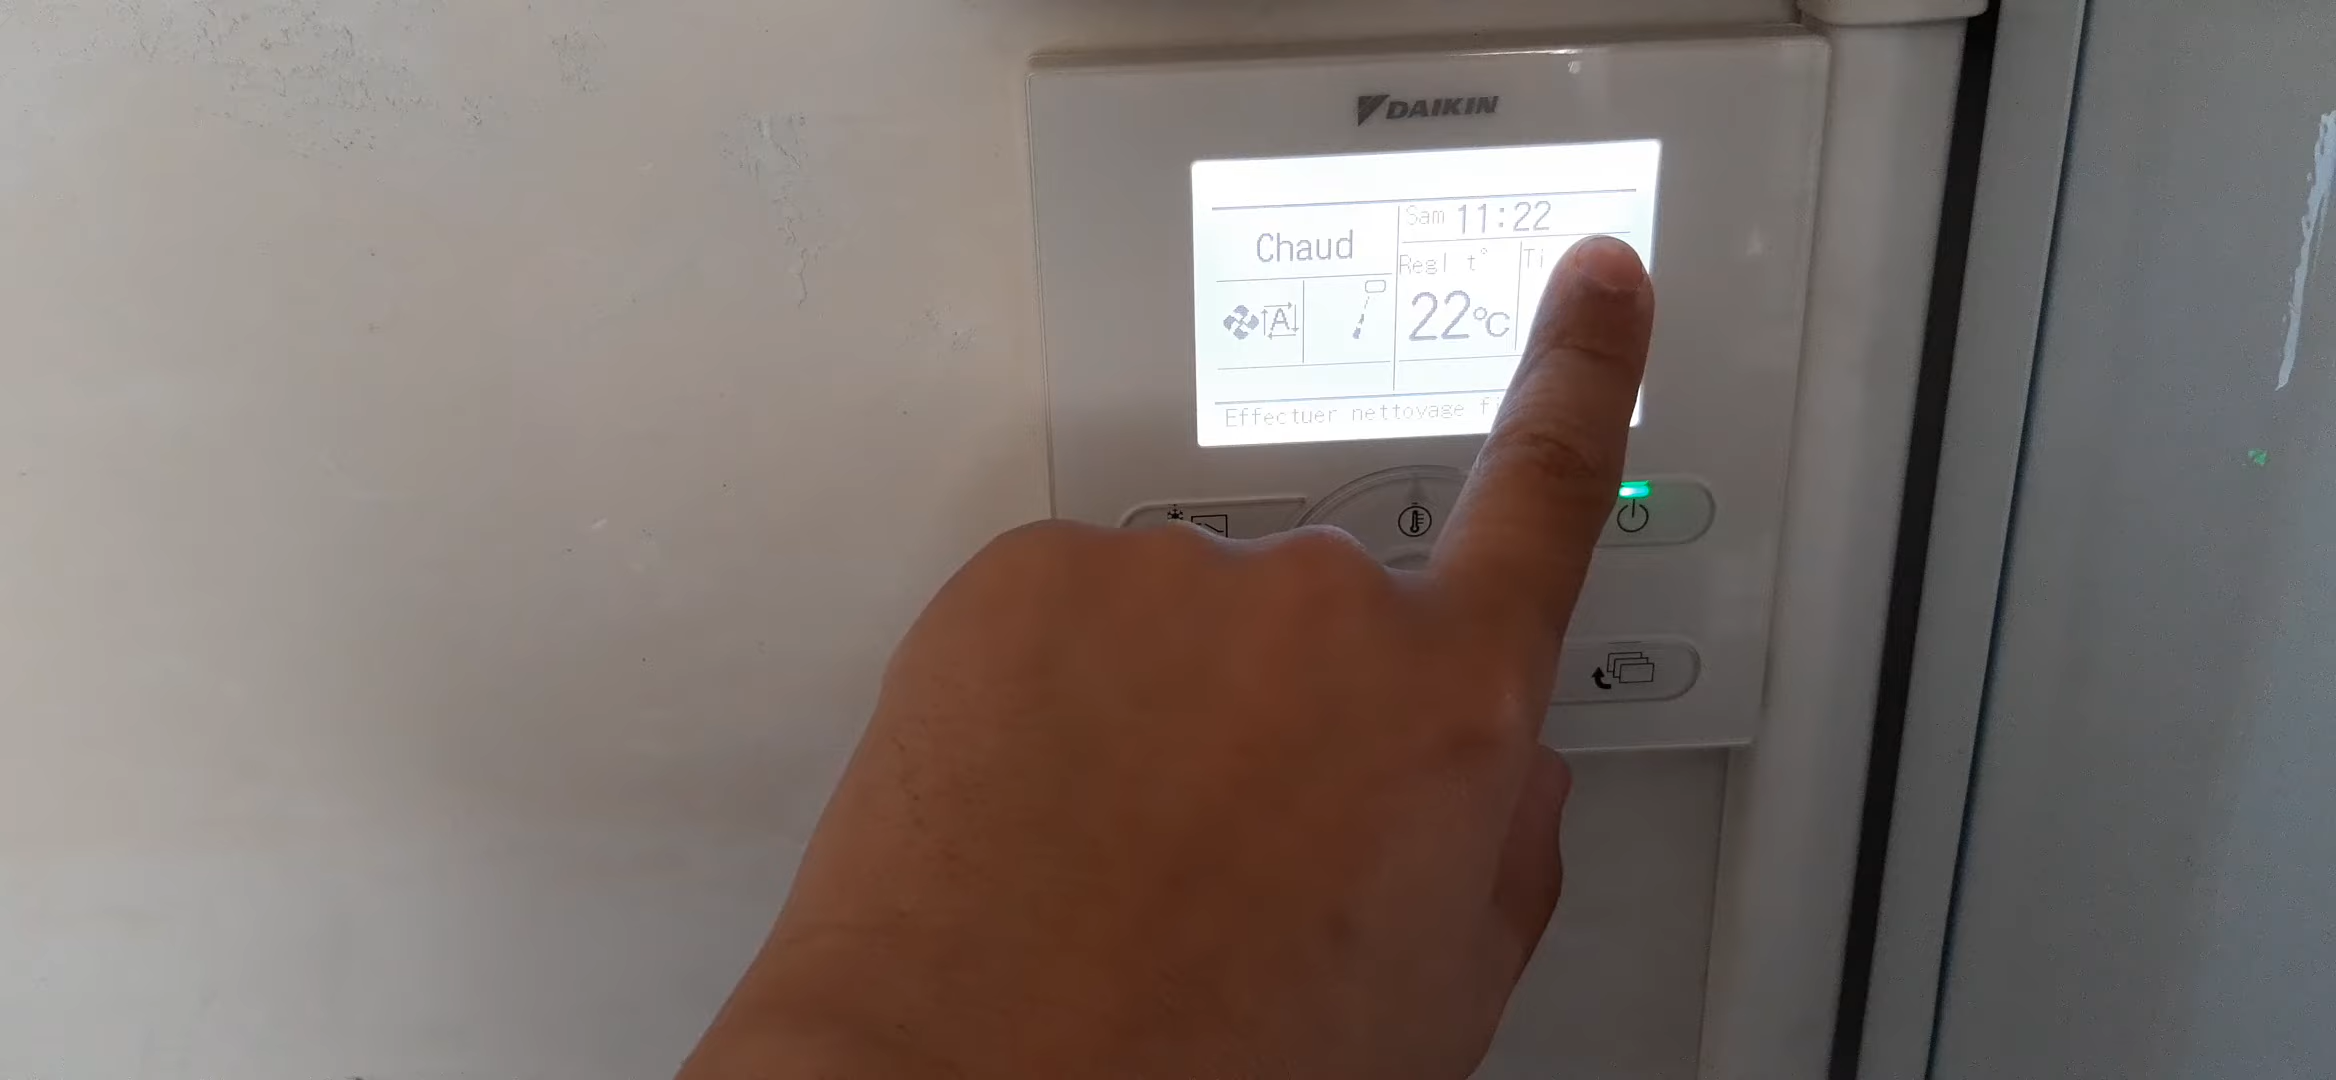 DAIKIN
Sam 11:22
Chaud
Regl t° Ti
A
22°C
Effectuer nettoyage